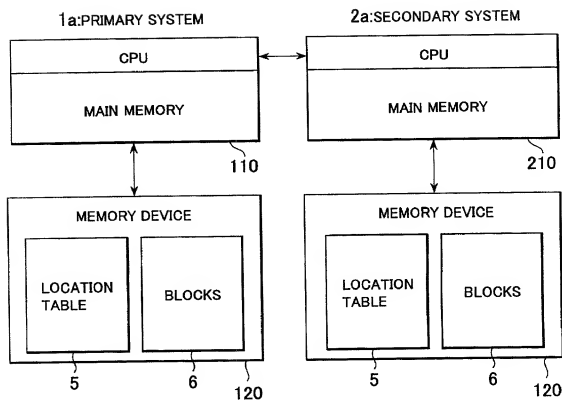 1a:PRIMARY SYSTEM
CPU
MAIN MEMORY
110
MEMORY DEVICE
LOCATION
TABLE
BLOCKS
5
6
120
2a:SECONDARY SYSTEM
CPU
MAIN MEMORY
210
MEMORY DEVICE
LOCATION
TABLE
BLOCKS
5
6
120